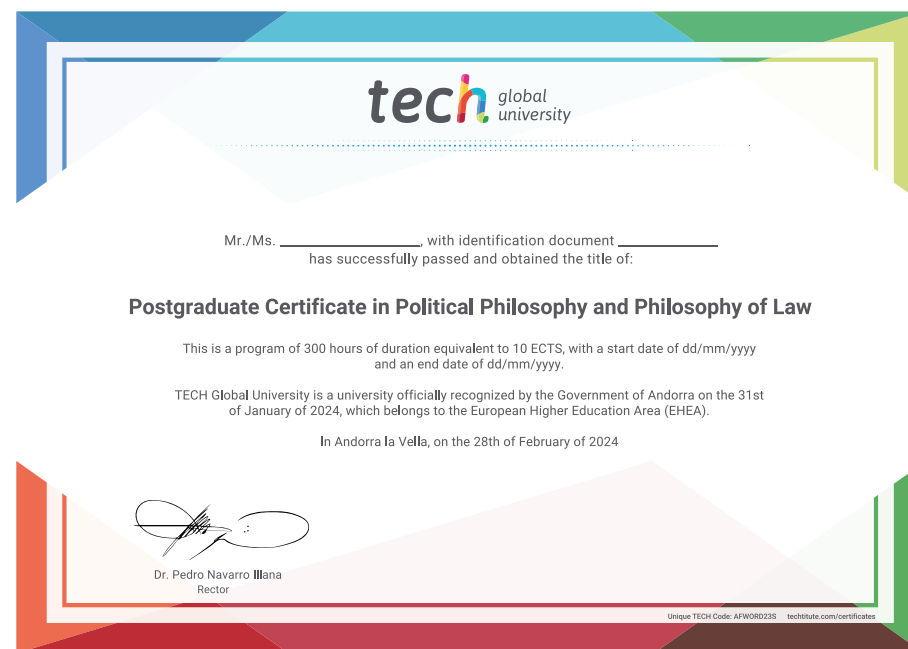 tech global university
Mr./Ms. ____________, with identification document ____________
has successfully passed and obtained the title of:
Postgraduate Certificate in Political Philosophy and Philosophy of Law
This is a program of 300 hours of duration equivalent to 10 ECTS, with a start date of dd/mm/yyyy
and an end date of dd/mm/yyyy.
TECH Global University is a university officially recognized by the Government of Andorra on the 31st
of January of 2024, which belongs to the European Higher Education Area (EHEA).
In Andorra la Vella, on the 28th of February of 2024
Dr. Pedro Navarro Illana
Rector
Unique TECH Code: AFWORD23S techtitute.com/certificates